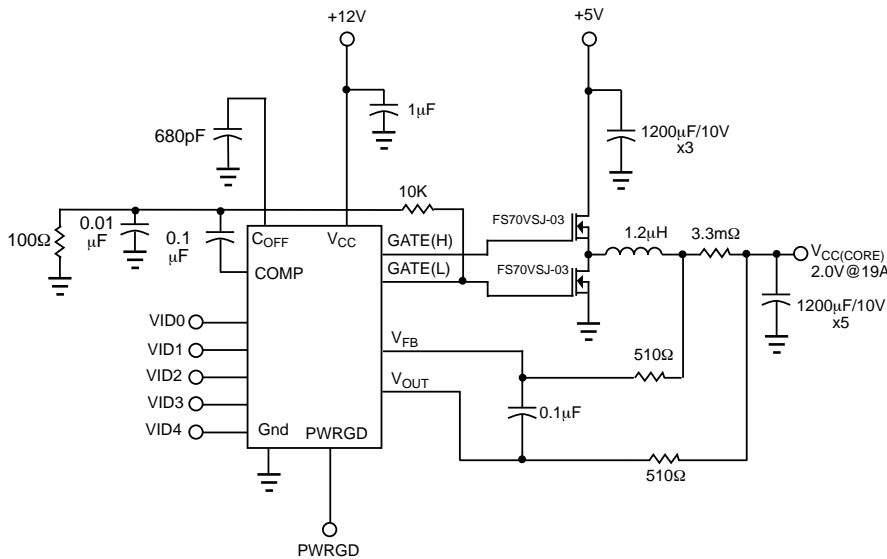 +12V
+5V
1μF
680pF
1200μF/10V
x3
10K
0.01
μF
0.1
μF
100Ω
COFF
VCC
COMP
GATE(H)
GATE(L)
FS70VSJ-03
FS70VSJ-03
1.2μH
3.3mΩ
VCC(CORE)
2.0V@19A
1200μF/10V
x5
VID0
VID1
VID2
VID3
VID4
VFB
VOUT
510Ω
0.1μF
510Ω
Gnd
PWRGD
PWRGD